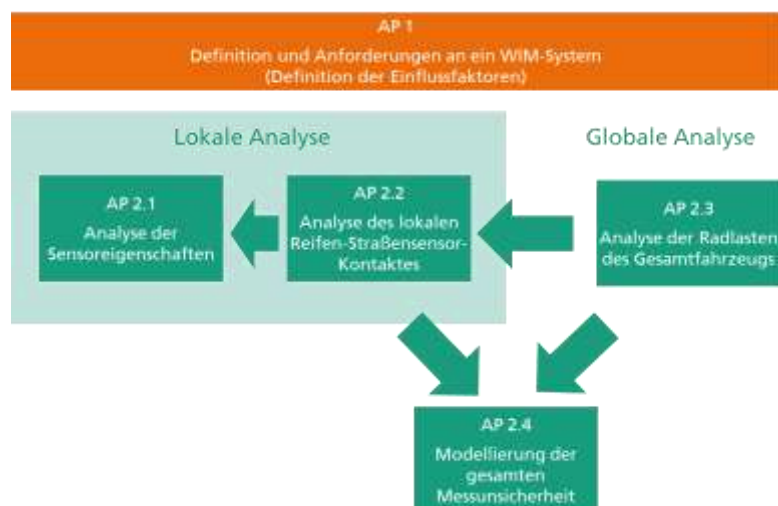 AP 1
Definition und Anforderungen an ein WIM-System
(Definition der Einflussfaktoren)
Lokale Analyse
Globale Analyse
AP 2.1
Analyse der
Sensoreigenschaften
AP 2.2
Analyse des lokalen
Reifen-Straßensensor-
Kontaktes
AP 2.3
Analyse der Radlasten
des Gesamtfahrzeugs
AP 2.4
Modellierung der
gesamten
Messunsicherheit